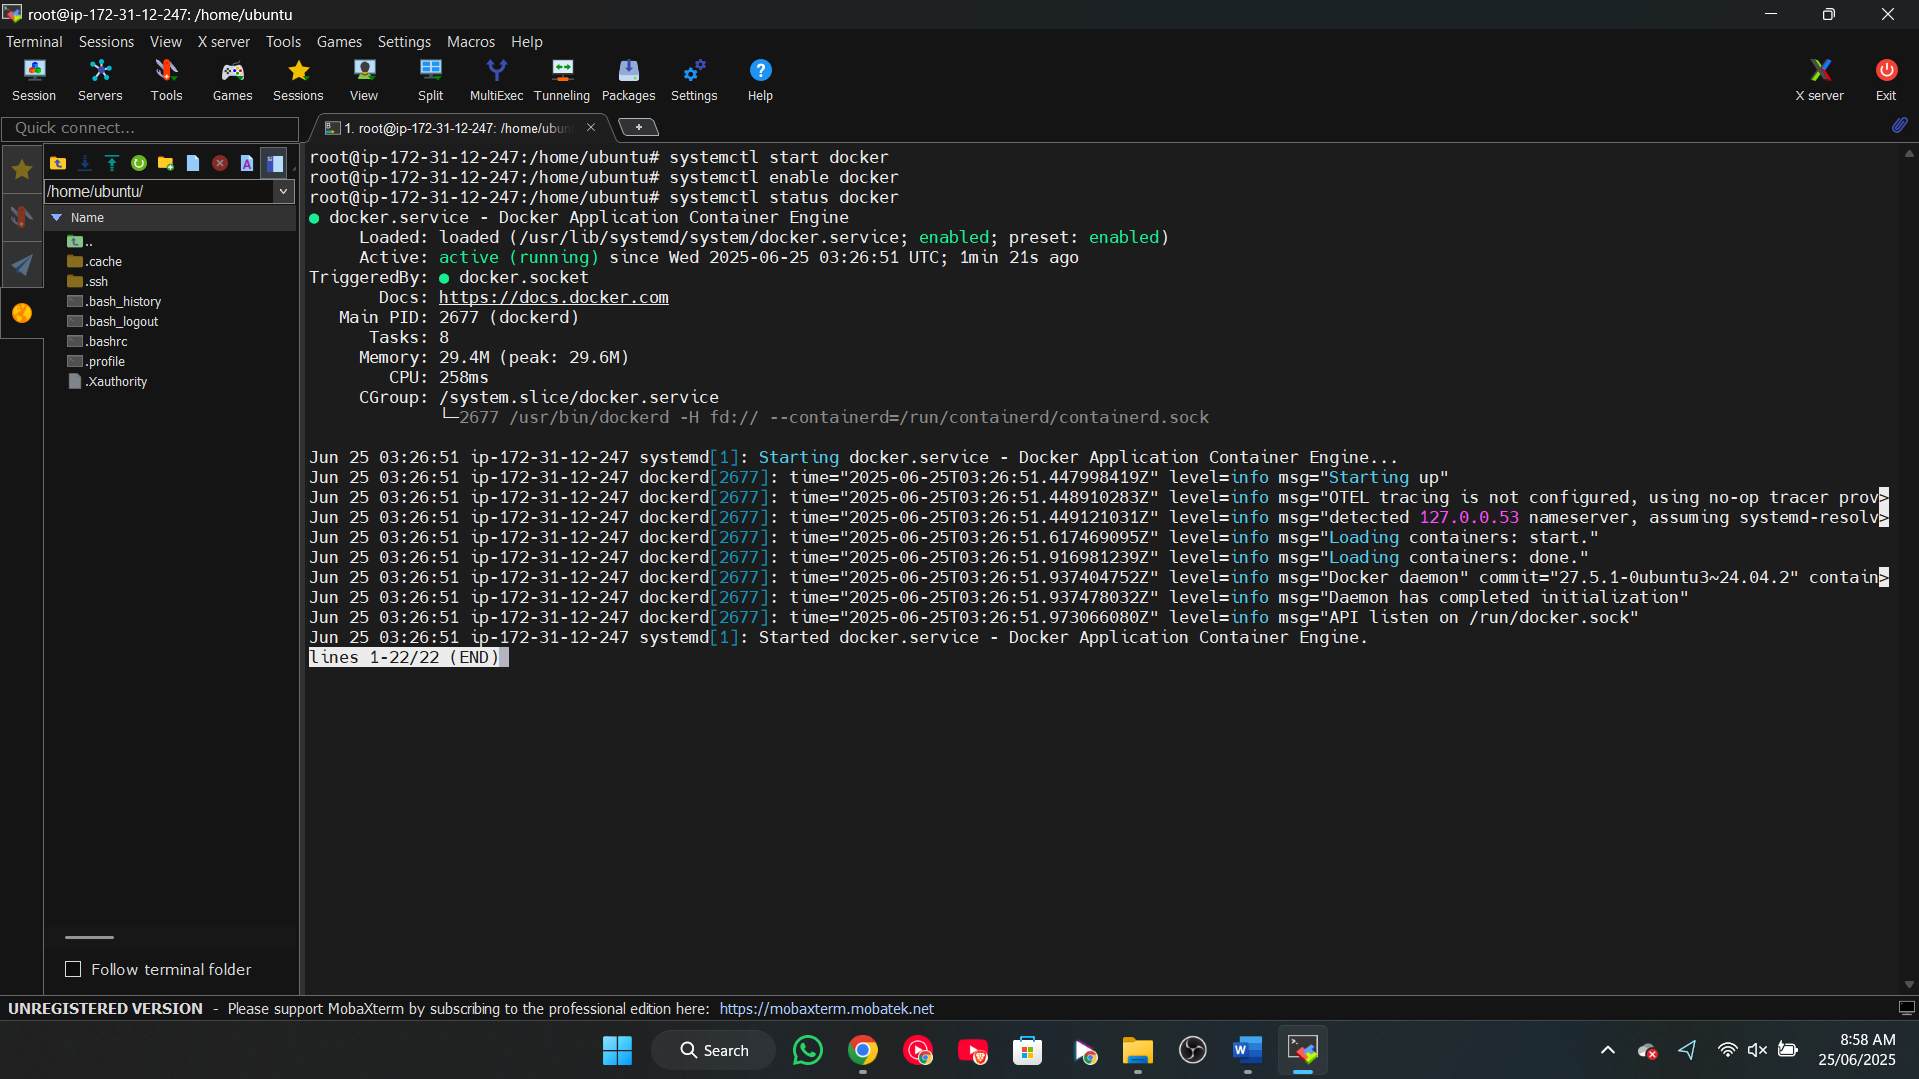 root@ip-172-31-12-247: /home/ubuntu
Terminal Sessions View X server Tools Games Settings Macros Help
Session Servers Tools Games Sessions View Split MultiExec Tunneling Packages Settings Help X server Exit
Quick connect...
1. root@ip-172-31-12-247: /home/ubun
/home/ubuntu/
Name
..
.cache
.ssh
.bash_history
.bash_logout
.bashrc
.profile
.Xauthority
Follow terminal folder
root@ip-172-31-12-247:/home/ubuntu# systemctl start docker
root@ip-172-31-12-247:/home/ubuntu# systemctl enable docker
root@ip-172-31-12-247:/home/ubuntu# systemctl status docker
● docker.service - Docker Application Container Engine
Loaded: loaded (/usr/lib/systemd/system/docker.service; enabled; preset: enabled)
Active: active (running) since Wed 2025-06-25 03:26:51 UTC; 1min 21s ago
TriggeredBy: ● docker.socket
Docs: https://docs.docker.com
Main PID: 2677 (dockerd)
Tasks: 8
Memory: 29.4M (peak: 29.6M)
CPU: 258ms
CGroup: /system.slice/docker.service
└─2677 /usr/bin/dockerd -H fd:// --containerd=/run/containerd/containerd.sock
Jun 25 03:26:51 ip-172-31-12-247 systemd[1]: Starting docker.service - Docker Application Container Engine...
Jun 25 03:26:51 ip-172-31-12-247 dockerd[2677]: time="2025-06-25T03:26:51.447998419Z" level=info msg="Starting up"
Jun 25 03:26:51 ip-172-31-12-247 dockerd[2677]: time="2025-06-25T03:26:51.448910283Z" level=info msg="OTEL tracing is not configured, using no-op tracer prov>
Jun 25 03:26:51 ip-172-31-12-247 dockerd[2677]: time="2025-06-25T03:26:51.449121031Z" level=info msg="detected 127.0.0.53 nameserver, assuming systemd-resolv>
Jun 25 03:26:51 ip-172-31-12-247 dockerd[2677]: time="2025-06-25T03:26:51.617469095Z" level=info msg="Loading containers: start."
Jun 25 03:26:51 ip-172-31-12-247 dockerd[2677]: time="2025-06-25T03:26:51.916981239Z" level=info msg="Loading containers: done."
Jun 25 03:26:51 ip-172-31-12-247 dockerd[2677]: time="2025-06-25T03:26:51.937404752Z" level=info msg="Docker daemon" commit="27.5.1-0ubuntu3~24.04.2" contain>
Jun 25 03:26:51 ip-172-31-12-247 dockerd[2677]: time="2025-06-25T03:26:51.937478032Z" level=info msg="Daemon has completed initialization"
Jun 25 03:26:51 ip-172-31-12-247 dockerd[2677]: time="2025-06-25T03:26:51.973066080Z" level=info msg="API listen on /run/docker.sock"
Jun 25 03:26:51 ip-172-31-12-247 systemd[1]: Started docker.service - Docker Application Container Engine.
lines 1-22/22 (END)
UNREGISTERED VERSION - Please support MobaXterm by subscribing to the professional edition here: https://mobaxterm.mobatek.net
Search
8:58 AM
25/06/2025